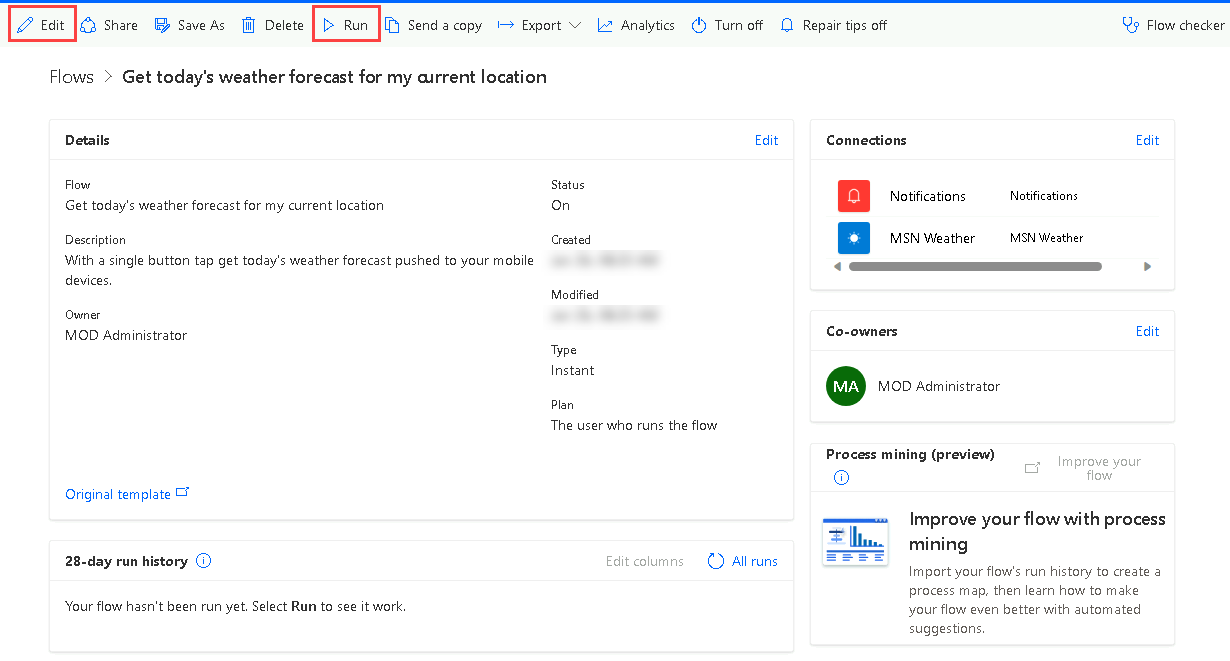 Edit Share Save As Delete Run Send a copy Export Analytics Turn off Repair tips off Flow checker
Flows > Get today's weather forecast for my current location
Details Edit
Flow
Get today's weather forecast for my current location
Description
With a single button tap get today's weather forecast pushed to your mobile
devices.
Owner
MOD Administrator
Status
On
Created
Modified
Type
Instant
Plan
The user who runs the flow
Original template
28-day run history Edit columns All runs
Your flow hasn't been run yet. Select Run to see it work.
Connections Edit
Notifications Notifications
MSN Weather MSN Weather
Co-owners Edit
MA MOD Administrator
Process mining (preview)
Improve your
flow
Improve your flow with process
mining
Import your flow's run history to create a
process map, then learn how to make
your flow even better with automated
suggestions.